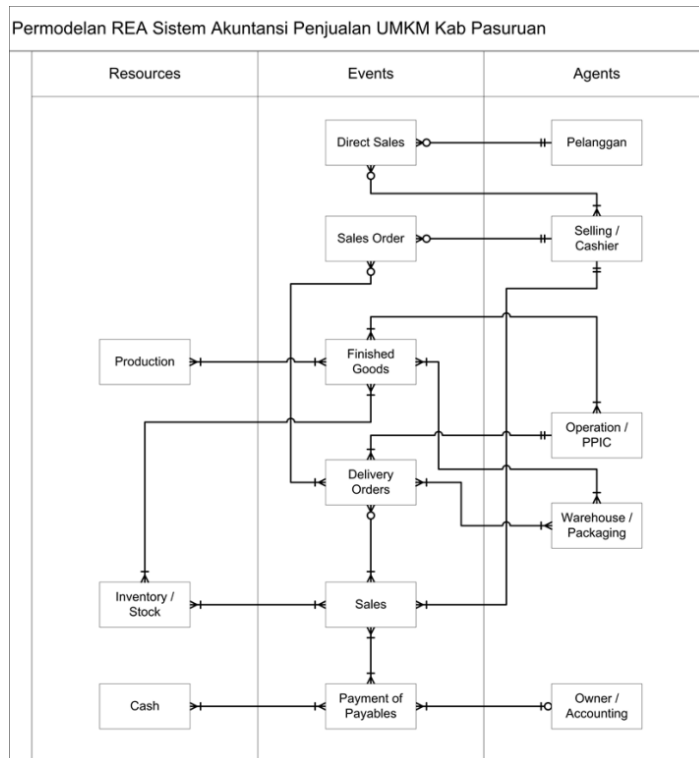 Permodelan REA Sistem Akuntansi Penjualan UMKM Kab Pasuruan
Resources
Events
Agents
Direct Sales
Pelanggan
Sales Order
Selling /
Cashier
Production
Finished
Goods
Operation /
PPIC
Delivery
Orders
Warehouse /
Packaging
Inventory /
Stock
Sales
Cash
Payment of
Payables
Owner /
Accounting